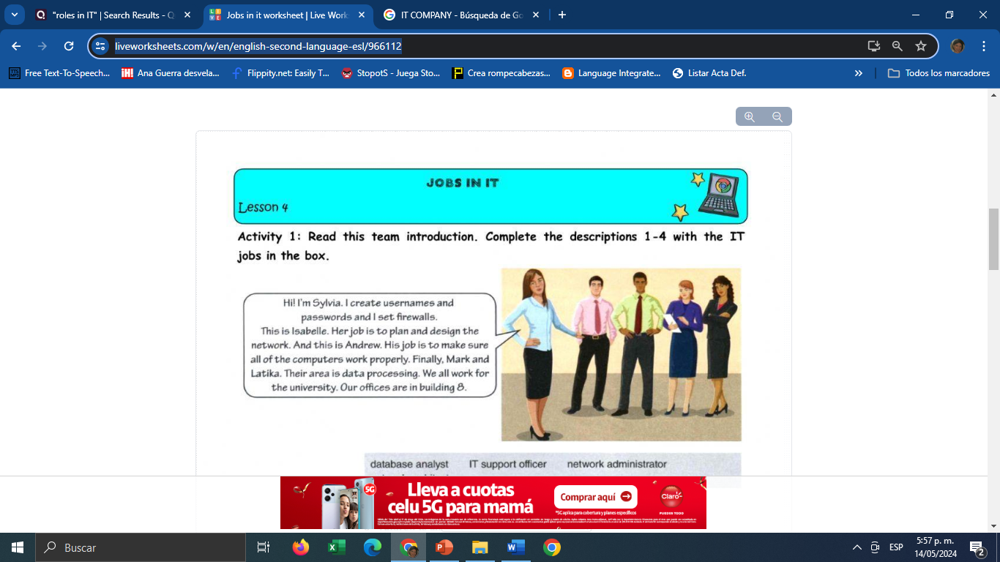 "roles in IT" | Search Results - Q
Jobs in it worksheet | Live Work
IT COMPANY - Búsqueda de Go
liveworksheets.com/w/en/english-second-language-esl/966112
Free Text-To-Speech...
Ana Guerra desvela...
Flippity.net: Easily T...
StopotS - Juega Sto...
Crea rompecabezas...
Language Integrate...
Listar Acta Def.
Todos los marcadores
JOBS IN IT
Lesson 4
Activity 1: Read this team introduction. Complete the descriptions 1-4 with the IT
jobs in the box.
Hi! I'm Sylvia. I create usernames and
passwords and I set firewalls.
This is Isabelle. Her job is to plan and design the
network. And this is Andrew. His job is to make sure
all of the computers work properly. Finally, Mark and
Latika. Their area is data processing. We all work for
the university. Our offices are in building 8.
database analyst IT support officer network administrator
5G
Lleva a cuotas
celu 5G para mamá
Comprar aquí
*5G aplica para cobertura y planes específicos
Claro
PUEDES TODO
Buscar
ESP
5:57 p. m.
14/05/2024
2